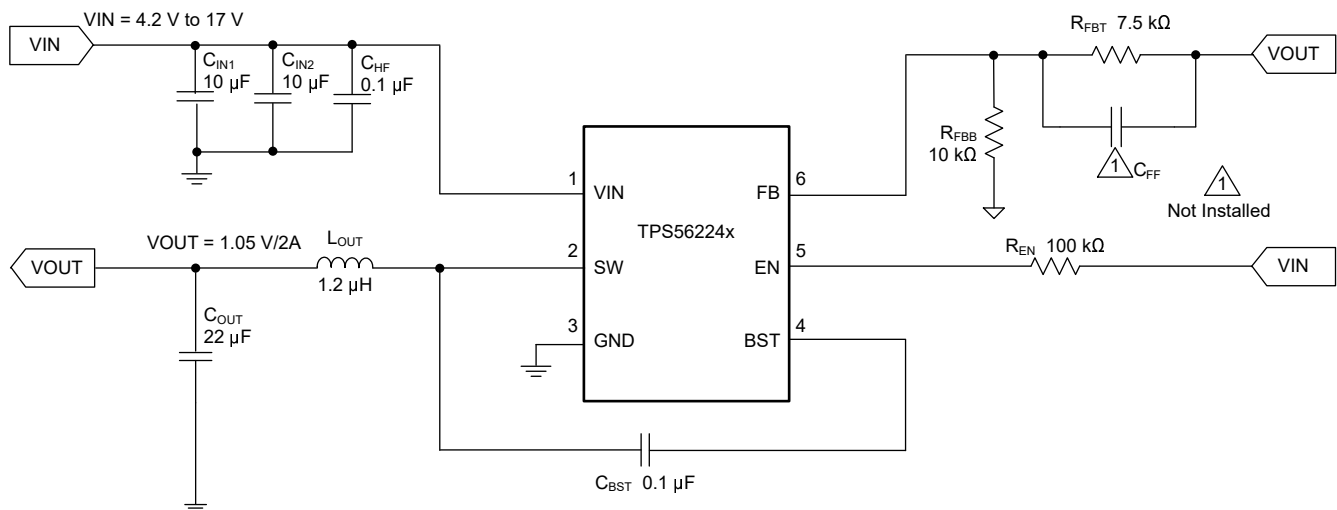 VIN = 4.2 V to 17 V
VIN
CIN1
10 µF
CIN2
10 µF
CHF
0.1 µF
RFBT 7.5 kΩ
VOUT
RFBB
10 kΩ
1
CFF
1
Not Installed
1
VIN
FB
6
TPS56224x
VOUT = 1.05 V/2A
LOUT
1.2 µH
VOUT
2
SW
EN
5
REN 100 kΩ
VIN
COUT
22 µF
3
GND
BST
4
CBST 0.1 µF